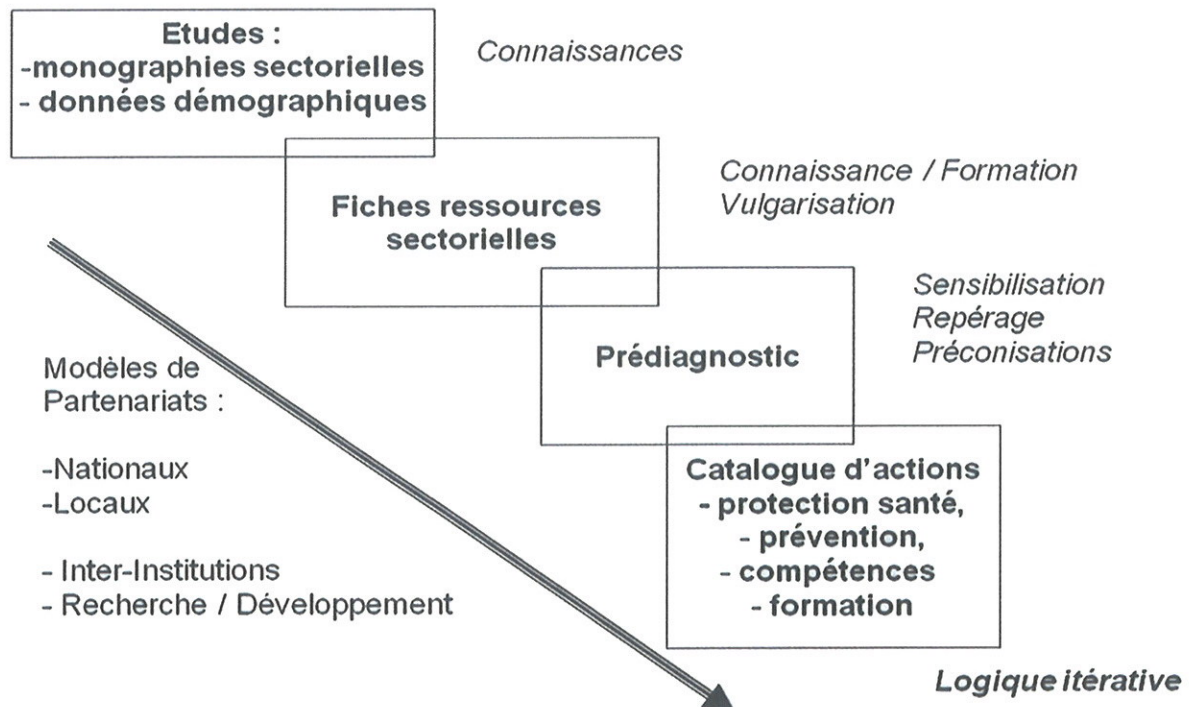 Etudes :
-monographies sectorielles
- données démographiques
Connaissances
Fiches ressources
sectorielles
Connaissance / Formation
Vulgarisation
Prédiagnostic
Sensibilisation
Repérage
Préconisations
Modèles de
Partenariats :
-Nationaux
-Locaux
- Inter-Institutions
- Recherche / Développement
Catalogue d'actions
- protection santé,
- prévention,
- compétences
- formation
Logique itérative